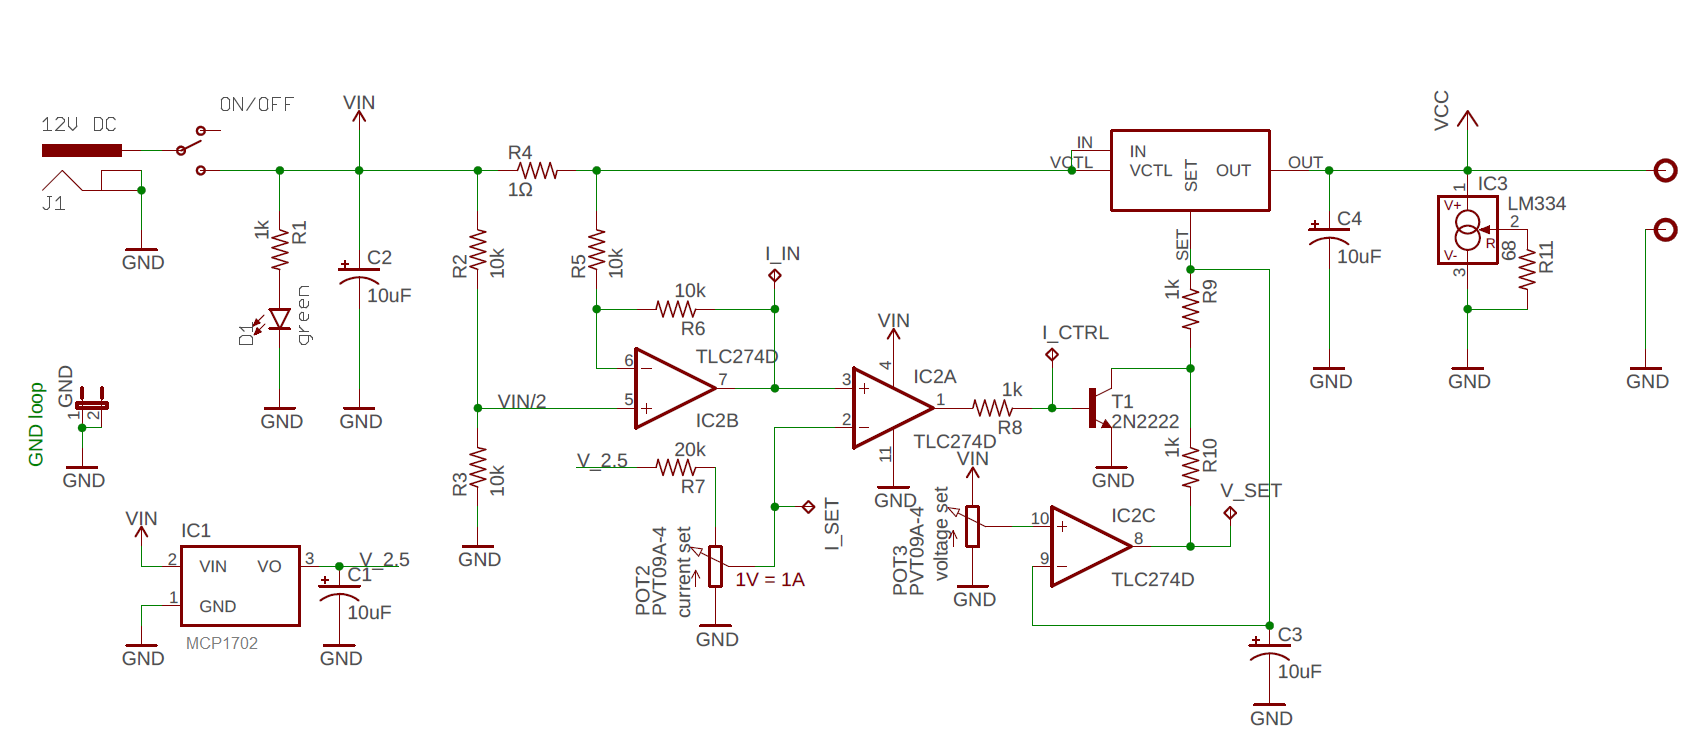 12V DC
J1
GND
ON/OFF
VIN
1k
R1
D1
green
GND
C2
10uF
GND
GND loop
GND
1
2
GND
R2
10k
VIN/2
R3
10k
GND
R4
1Ω
R5
10k
10k
R6
I_IN
6
5
7
TLC274D
IC2B
V_2.5
20k
R7
POT2
PVT09A-4
current set
1V = 1A
GND
I_SET
VIN
3
2
4
11
1
IC2A
TLC274D
GND
1k
R8
I_CTRL
T1
2N2222
GND
VIN
POT3
PVT09A-4
voltage set
GND
10
9
8
IC2C
TLC274D
V_SET
1k
R10
1k
R9
SET
IN
VCTL
IN
VCTL
SET
OUT
OUT
C3
10uF
GND
C4
10uF
GND
VCC
IC3
LM334
1
2
3
V+
V-
R
68
R11
GND
GND
VIN
IC1
2
VIN
VO
3
1
GND
MCP1702
GND
V_2.5
C1
10uF
GND